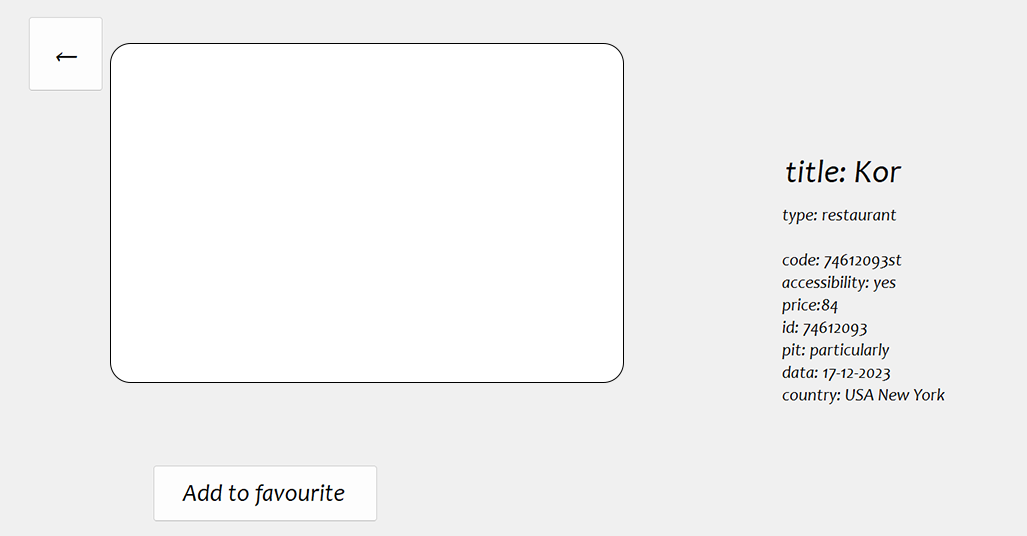 ←
title: Kor
type: restaurant
code: 74612093st
accessibility: yes
price:84
id: 74612093
pit: particularly
data: 17-12-2023
country: USA New York
Add to favourite